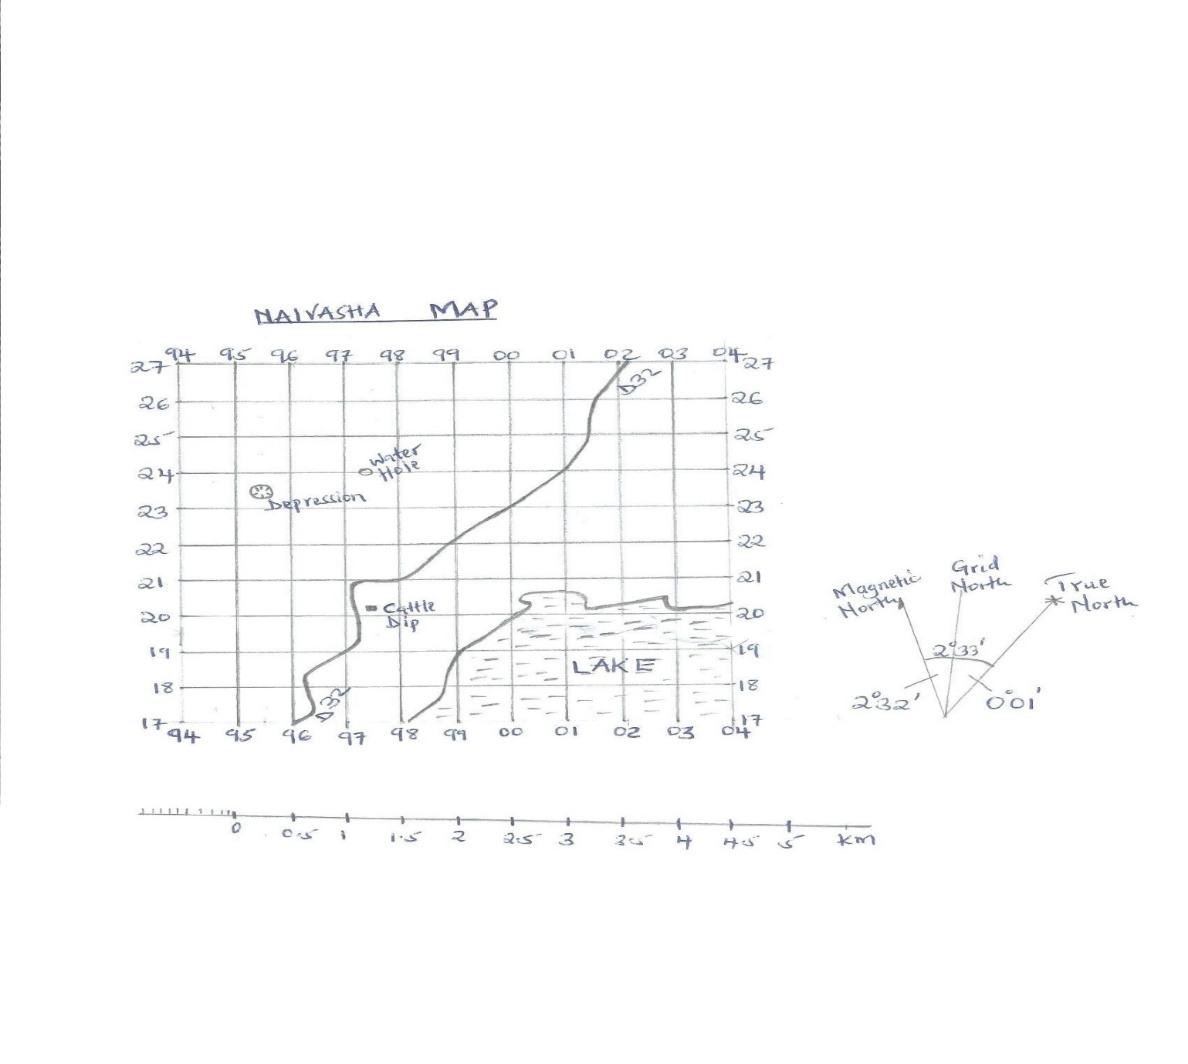 NAIVASHA MAP
94 95 96 97 98 99 00 01 02 03 04
27 27
D32
26 26
25 25
Water
Hole
24 24
Depression
23 23
22 22
21 21
Cattle
Dip
20 20
19 19
LAKE
18 18
D32
17 17
94 95 96 97 98 99 00 01 02 03 04
Magnetic
North
Grid
North
True
North
2°33'
2°32' 0°01'
0 0.5 1 1.5 2 2.5 3 3.5 4 4.5 5 km